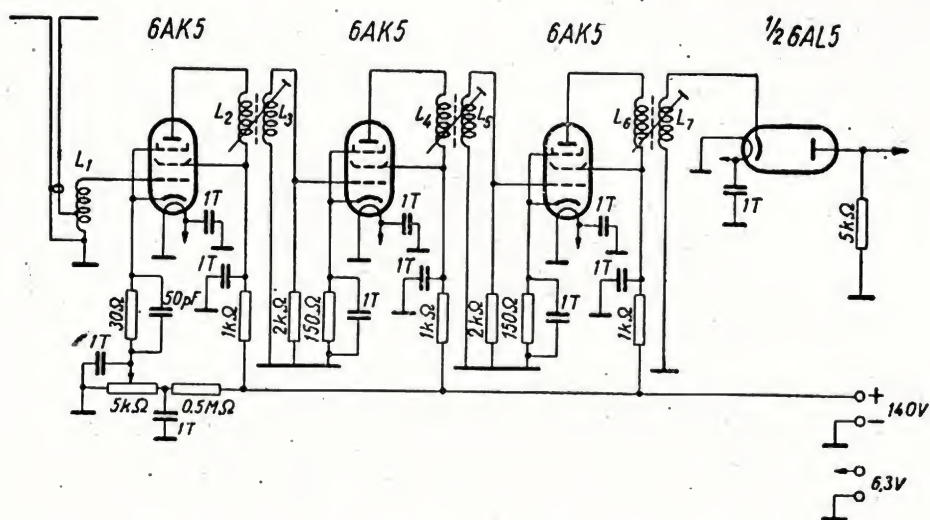 6AK5 6AK5 6AK5 1/2 6AL5
L1 L2 L3 L4 L5 L6 L7
1T 1T 1T 1T
1T 1T 1T
30Ω 50pF 1kΩ 2kΩ 150Ω 1T 1kΩ 2kΩ 150Ω 1T 1kΩ 5kΩ
1T
5kΩ 0.5MΩ
1T
+
140V
−
6,3V